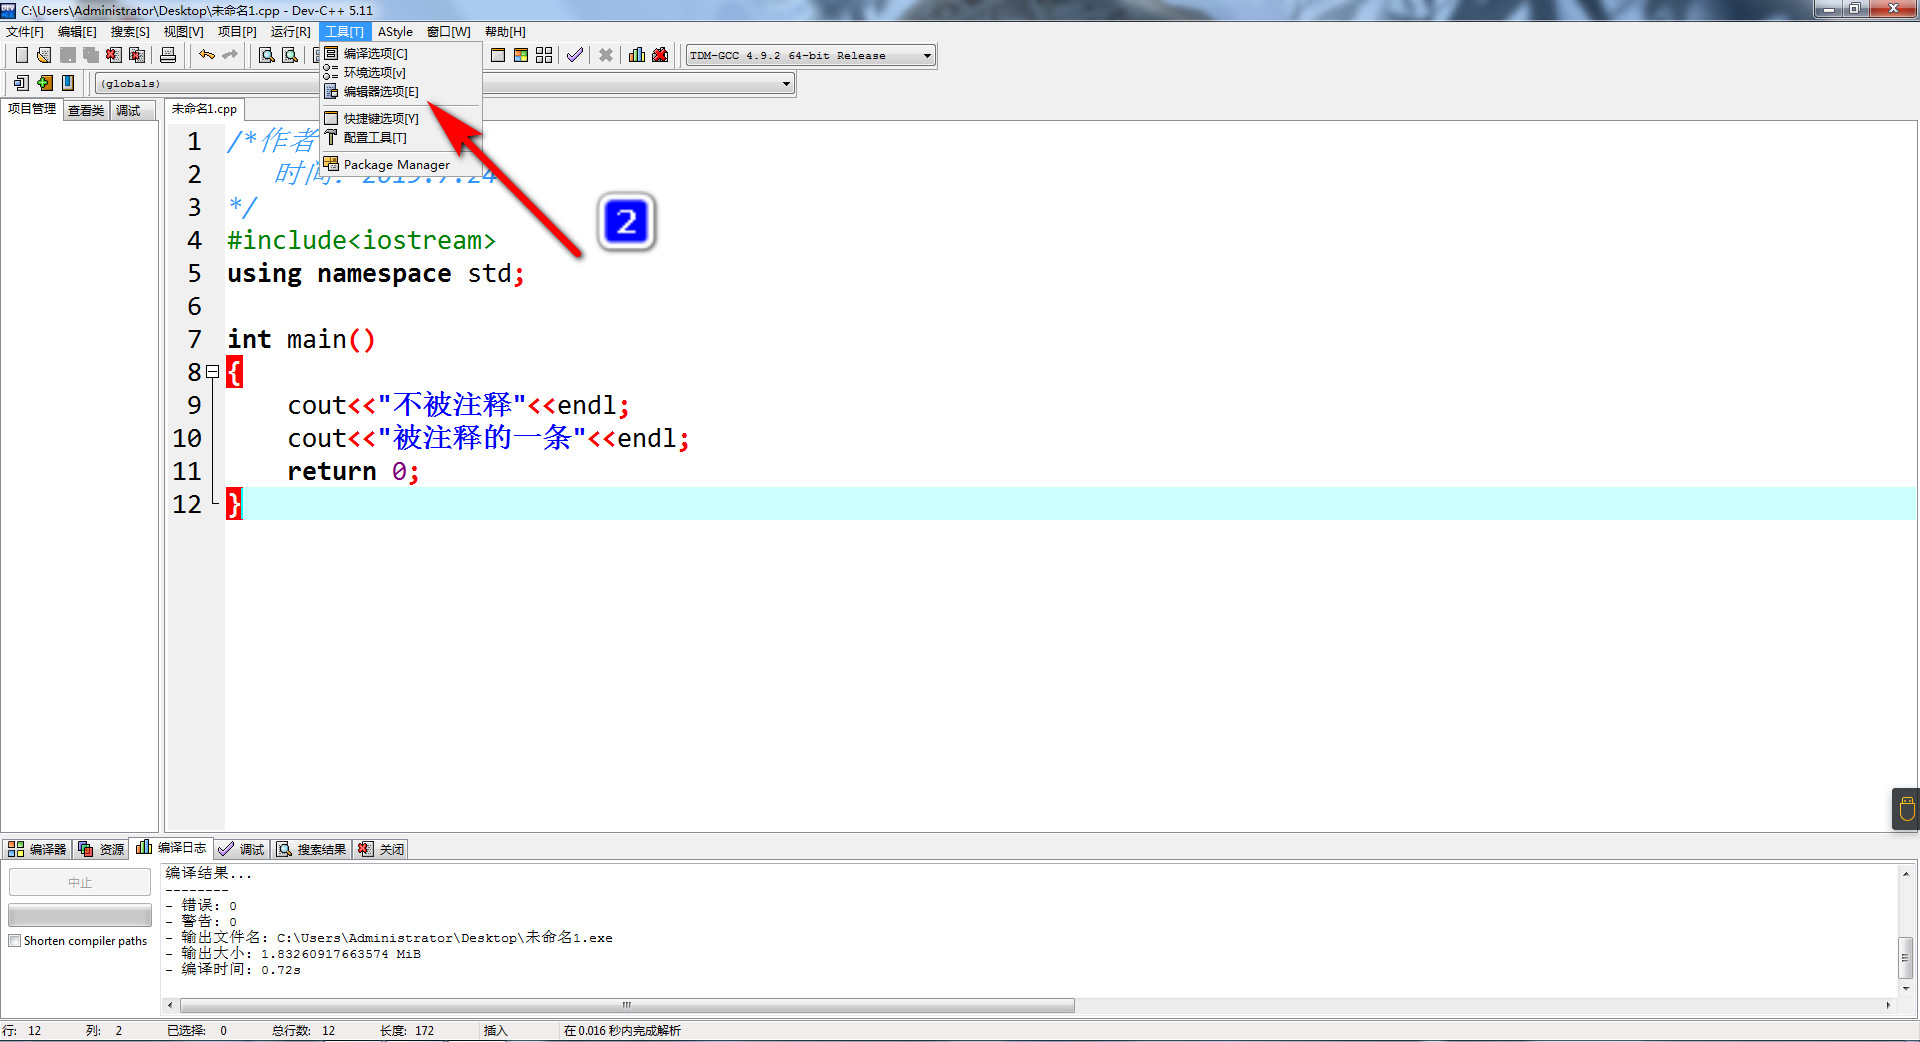 C:\Users\Administrator\Desktop\未命名1.cpp - Dev-C++ 5.11
文件[F] 编辑[E] 搜索[S] 视图[V] 项目[P] 运行[R] 工具[T] AStyle 窗口[W] 帮助[H]
编译选项[C]
环境选项[v]
编辑器选项[E]
快捷键选项[Y]
配置工具[T]
Package Manager
TDM-GCC 4.9.2 64-bit Release
(globals)
项目管理 查看类 调试
未命名1.cpp
2
1 /*作者
2 时间:
3 */
4 #include<iostream>
5 using namespace std;
6
7 int main()
8 {
9 cout<<"不被注释"<<endl;
10 cout<<"被注释的一条"<<endl;
11 return 0;
12 }
编译器 资源 编译日志 调试 搜索结果 关闭
中止
Shorten compiler paths
编译结果...
--------
- 错误: 0
- 警告: 0
- 输出文件名: C:\Users\Administrator\Desktop\未命名1.exe
- 输出大小: 1.83260917663574 MiB
- 编译时间: 0.72s
行: 12 列: 2 已选择: 0 总行数: 12 长度: 172 插入 在 0.016 秒内完成解析